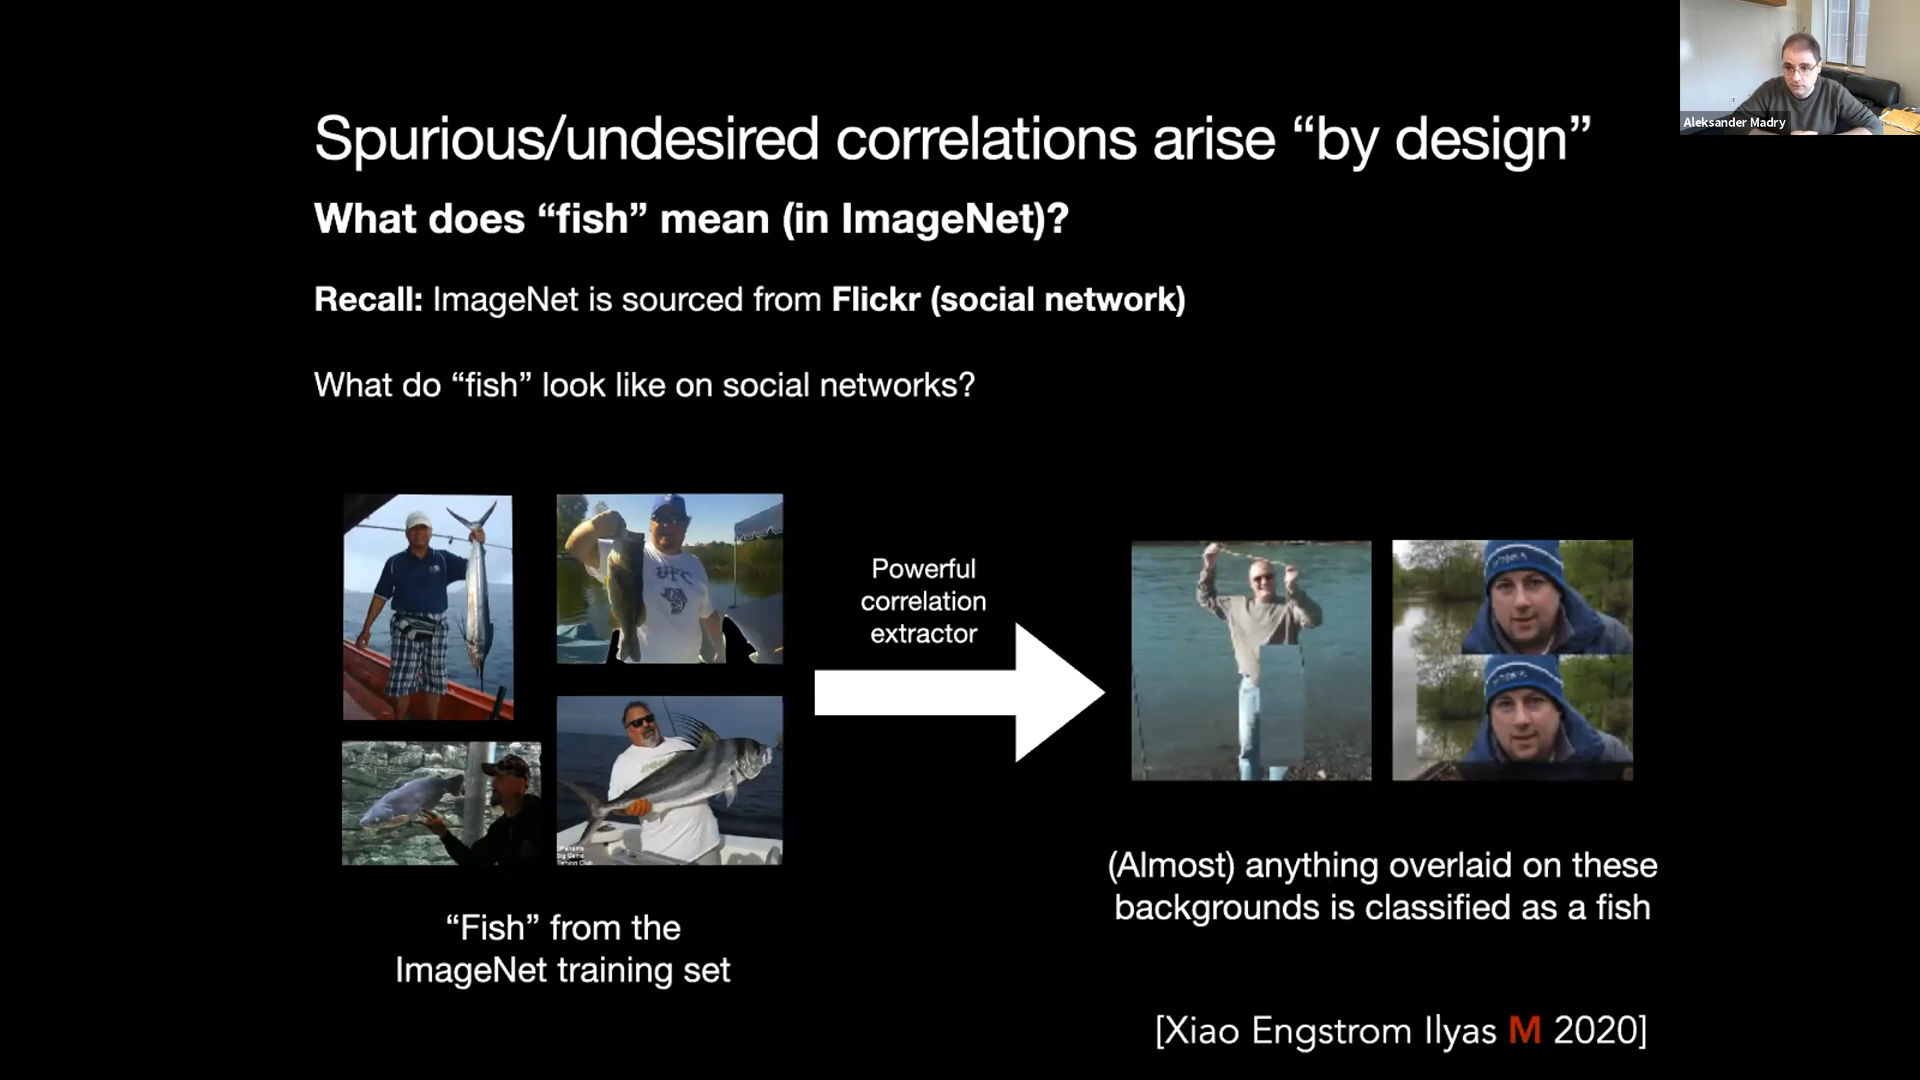 Aleksander Madry
Spurious/undesired correlations arise “by design”
What does “fish” mean (in ImageNet)?
Recall: ImageNet is sourced from Flickr (social network)
What do “fish” look like on social networks?
Powerful
correlation
extractor
UFC
(Almost) anything overlaid on these
backgrounds is classified as a fish
“Fish” from the
ImageNet training set
[Xiao Engstrom Ilyas M 2020]